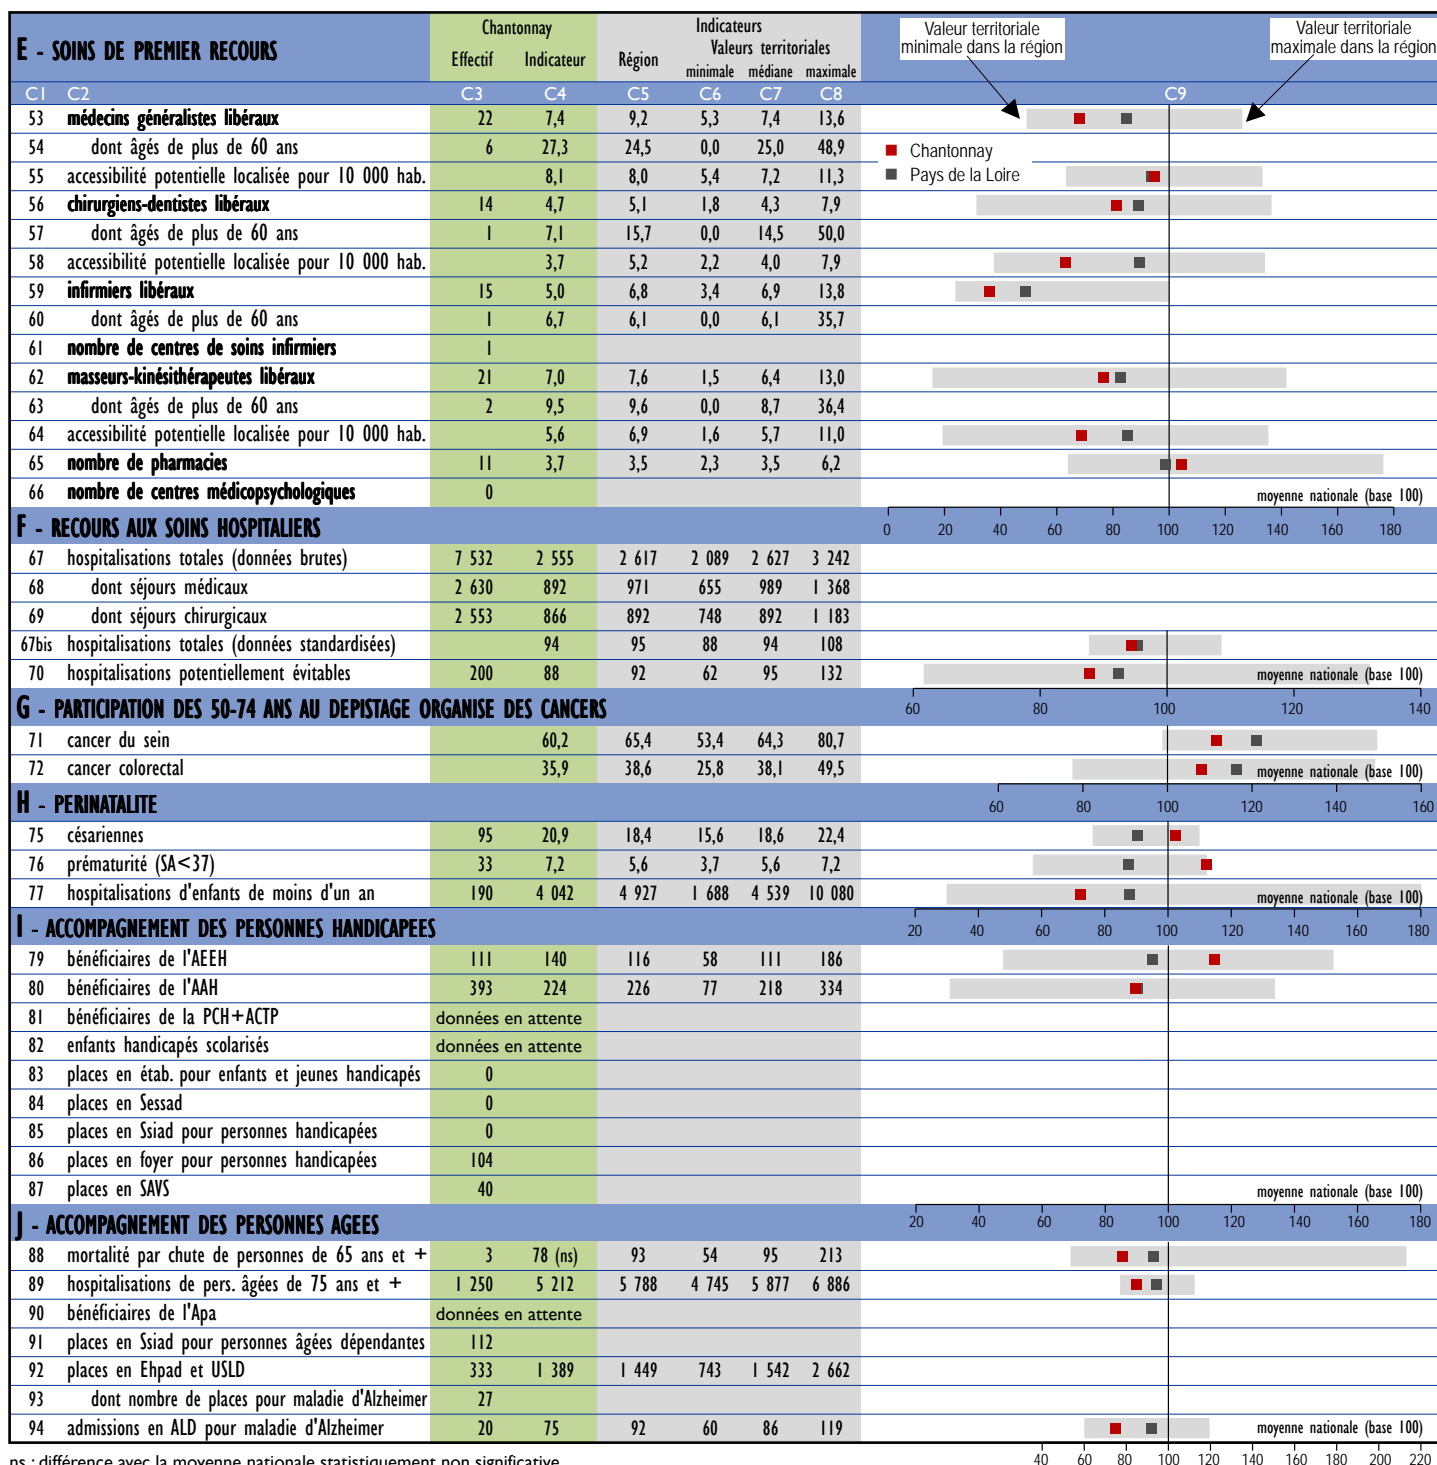 E - SOINS DE PREMIER RECOURS
Chantonnay
Effectif Indicateur
Indicateurs
Région
Valeurs territoriales
minimale médiane maximale
Valeur territoriale
minimale dans la région
Valeur territoriale
maximale dans la région
C1 C2 C3 C4 C5 C6 C7 C8 C9
53 médecins généralistes libéraux 22 7,4 9,2 5,3 7,4 13,6
54 dont âgés de plus de 60 ans 6 27,3 24,5 0,0 25,0 48,9
Chantonnay
55 accessibilité potentielle localisée pour 10 000 hab. 8,1 8,0 5,4 7,2 11,3
Pays de la Loire
56 chirurgiens-dentistes libéraux 14 4,7 5,1 1,8 4,3 7,9
57 dont âgés de plus de 60 ans 1 7,1 15,7 0,0 14,5 50,0
58 accessibilité potentielle localisée pour 10 000 hab. 3,7 5,2 2,2 4,0 7,9
59 infirmiers libéraux 15 5,0 6,8 3,4 6,9 13,8
60 dont âgés de plus de 60 ans 1 6,7 6,1 0,0 6,1 35,7
61 nombre de centres de soins infirmiers 1
62 masseurs-kinésithérapeutes libéraux 21 7,0 7,6 1,5 6,4 13,0
63 dont âgés de plus de 60 ans 2 9,5 9,6 0,0 8,7 36,4
64 accessibilité potentielle localisée pour 10 000 hab. 5,6 6,9 1,6 5,7 11,0
65 nombre de pharmacies 11 3,7 3,5 2,3 3,5 6,2
66 nombre de centres médicopsychologiques 0 moyenne nationale (base 100)
F - RECOURS AUX SOINS HOSPITALIERS 0 20 40 60 80 100 120 140 160 180
67 hospitalisations totales (données brutes) 7 532 2 555 2 617 2 089 2 627 3 242
68 dont séjours médicaux 2 630 892 971 655 989 1 368
69 dont séjours chirurgicaux 2 553 866 892 748 892 1 183
67bis hospitalisations totales (données standardisées) 94 95 88 94 108
70 hospitalisations potentiellement évitables 200 88 92 62 95 132 moyenne nationale (base 100)
G - PARTICIPATION DES 50-74 ANS AU DEPISTAGE ORGANISE DES CANCERS 60 80 100 120 140
71 cancer du sein 60,2 65,4 53,4 64,3 80,7
72 cancer colorectal 35,9 38,6 25,8 38,1 49,5 moyenne nationale (base 100)
H - PERINATALITE 60 80 100 120 140 160
75 césariennes 95 20,9 18,4 15,6 18,6 22,4
76 prématurité (SA<37) 33 7,2 5,6 3,7 5,6 7,2
77 hospitalisations d'enfants de moins d'un an 190 4 042 4 927 1 688 4 539 10 080 moyenne nationale (base 100)
I - ACCOMPAGNEMENT DES PERSONNES HANDICAPEES 20 40 60 80 100 120 140 160 180
79 bénéficiaires de l'AEEH 111 140 116 58 111 186
80 bénéficiaires de l'AAH 393 224 226 77 218 334
81 bénéficiaires de la PCH+ACTP données en attente
82 enfants handicapés scolarisés données en attente
83 places en étab. pour enfants et jeunes handicapés 0
84 places en Sessad 0
85 places en Ssiad pour personnes handicapées 0
86 places en foyer pour personnes handicapées 104
87 places en SAVS 40 moyenne nationale (base 100)
J - ACCOMPAGNEMENT DES PERSONNES AGEES 20 40 60 80 100 120 140 160 180
88 mortalité par chute de personnes de 65 ans et + 3 78 (ns) 93 54 95 213
89 hospitalisations de pers. âgées de 75 ans et + 1 250 5 212 5 788 4 745 5 877 6 886
90 bénéficiaires de l'Apa données en attente
91 places en Ssiad pour personnes âgées dépendantes 112
92 places en Ehpad et USLD 333 1 389 1 449 743 1 542 2 662
93 dont nombre de places pour maladie d'Alzheimer 27
94 admissions en ALD pour maladie d'Alzheimer 20 75 92 60 86 119 moyenne nationale (base 100)
40 60 80 100 120 140 160 180 200 220
ns : différence avec la moyenne nationale statistiquement non significative